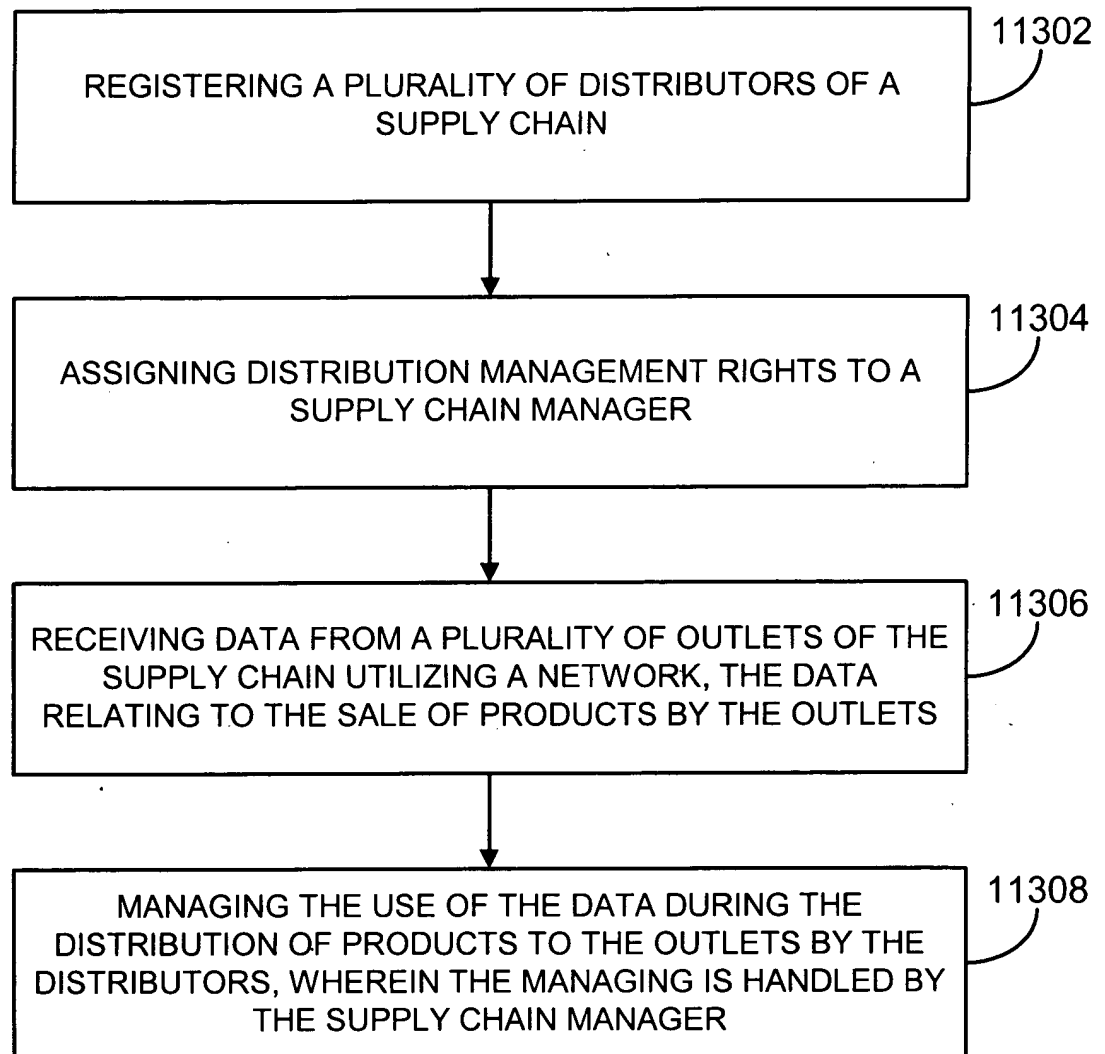 11302
REGISTERING A PLURALITY OF DISTRIBUTORS OF A
SUPPLY CHAIN
11304
ASSIGNING DISTRIBUTION MANAGEMENT RIGHTS TO A
SUPPLY CHAIN MANAGER
11306
RECEIVING DATA FROM A PLURALITY OF OUTLETS OF THE
SUPPLY CHAIN UTILIZING A NETWORK, THE DATA
RELATING TO THE SALE OF PRODUCTS BY THE OUTLETS
11308
MANAGING THE USE OF THE DATA DURING THE
DISTRIBUTION OF PRODUCTS TO THE OUTLETS BY THE
DISTRIBUTORS, WHEREIN THE MANAGING IS HANDLED BY
THE SUPPLY CHAIN MANAGER